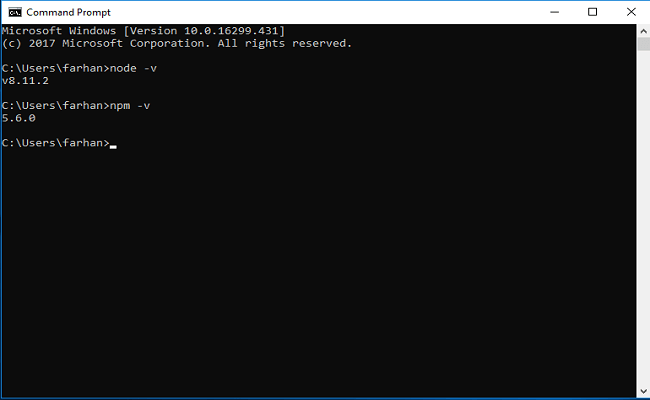 Command Prompt
Microsoft Windows [Version 10.0.16299.431]
(c) 2017 Microsoft Corporation. All rights reserved.
C:\Users\farhan>node -v
v8.11.2
C:\Users\farhan>npm -v
5.6.0
C:\Users\farhan>